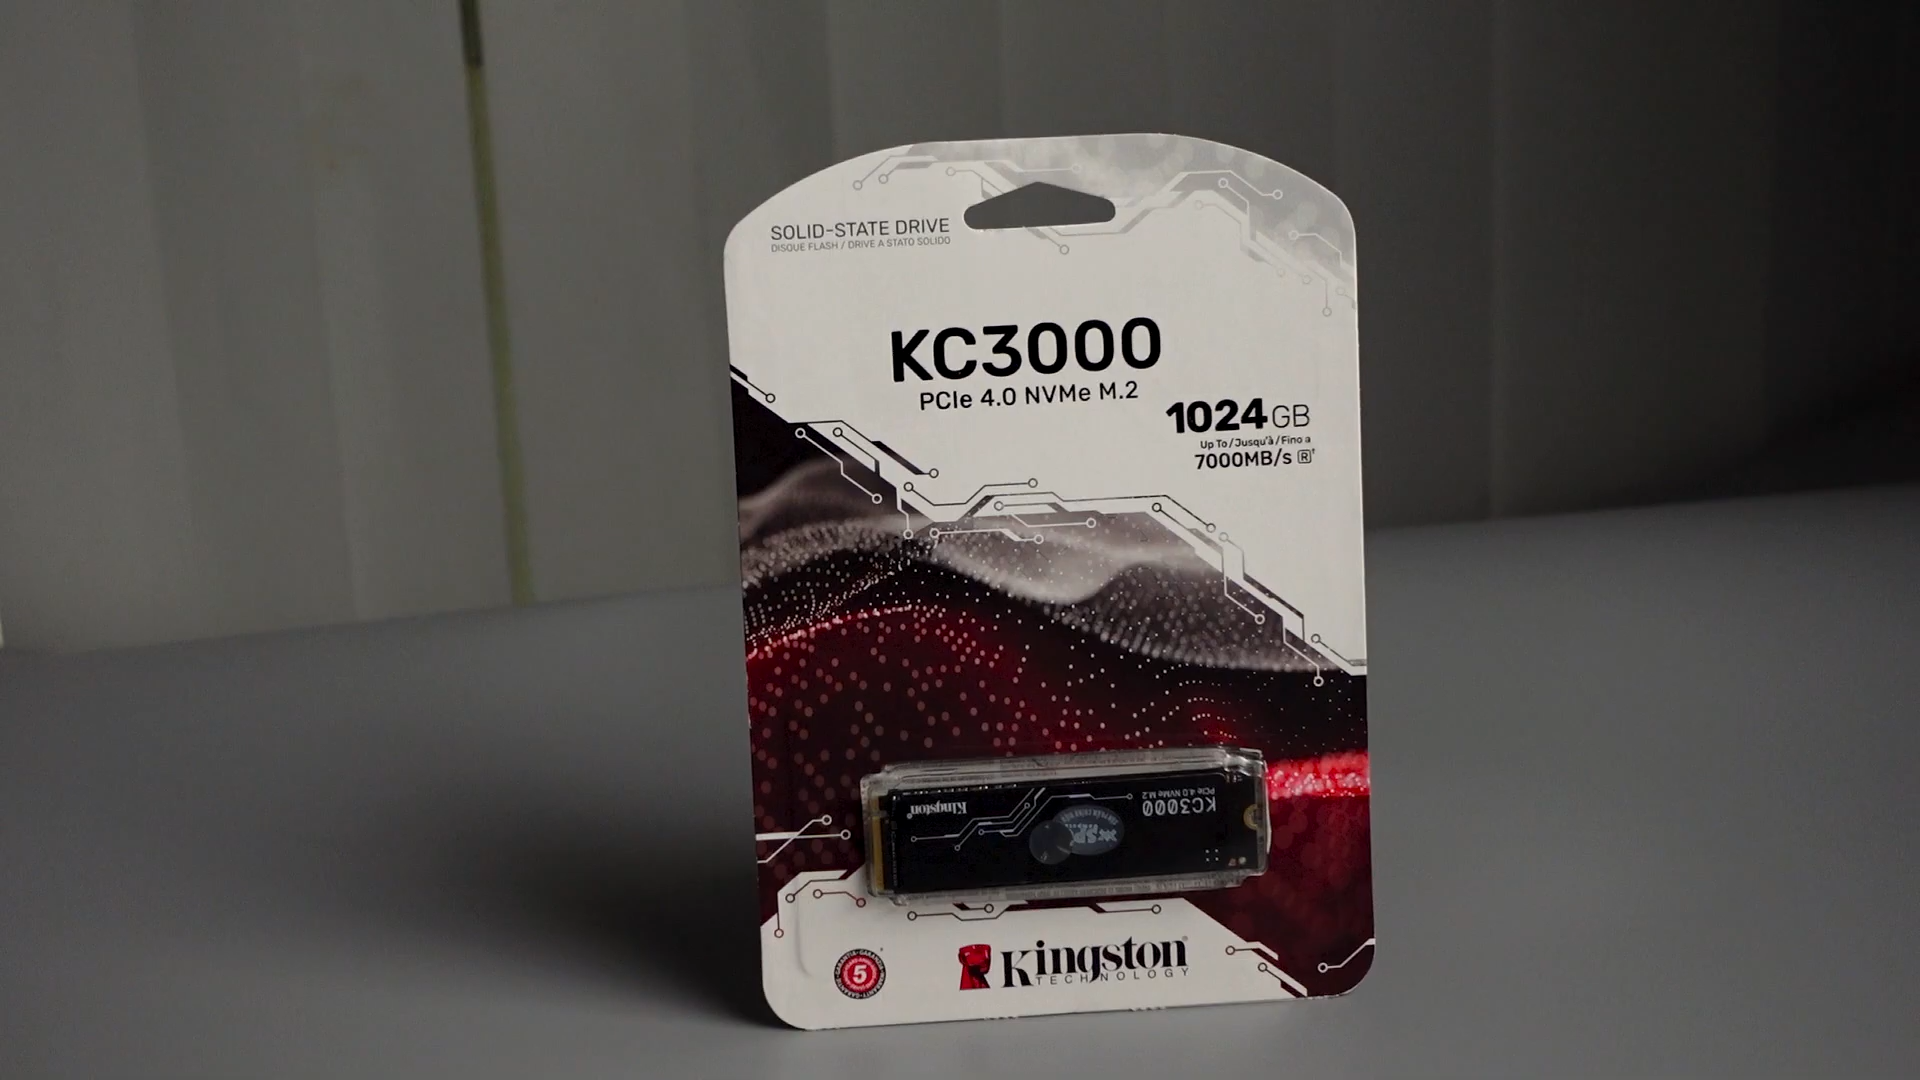 SOLID-STATE DRIVE
DISQUE FLASH / DRIVE A STATO SOLIDO
KC3000
PCIe 4.0 NVMe M.2
1024GB
Up To / Jusqu'à / Fino a
7000MB/s R
KC3000
PCIe 4.0 NVMe M.2
Kingston
5
Kingston
TECHNOLOGY